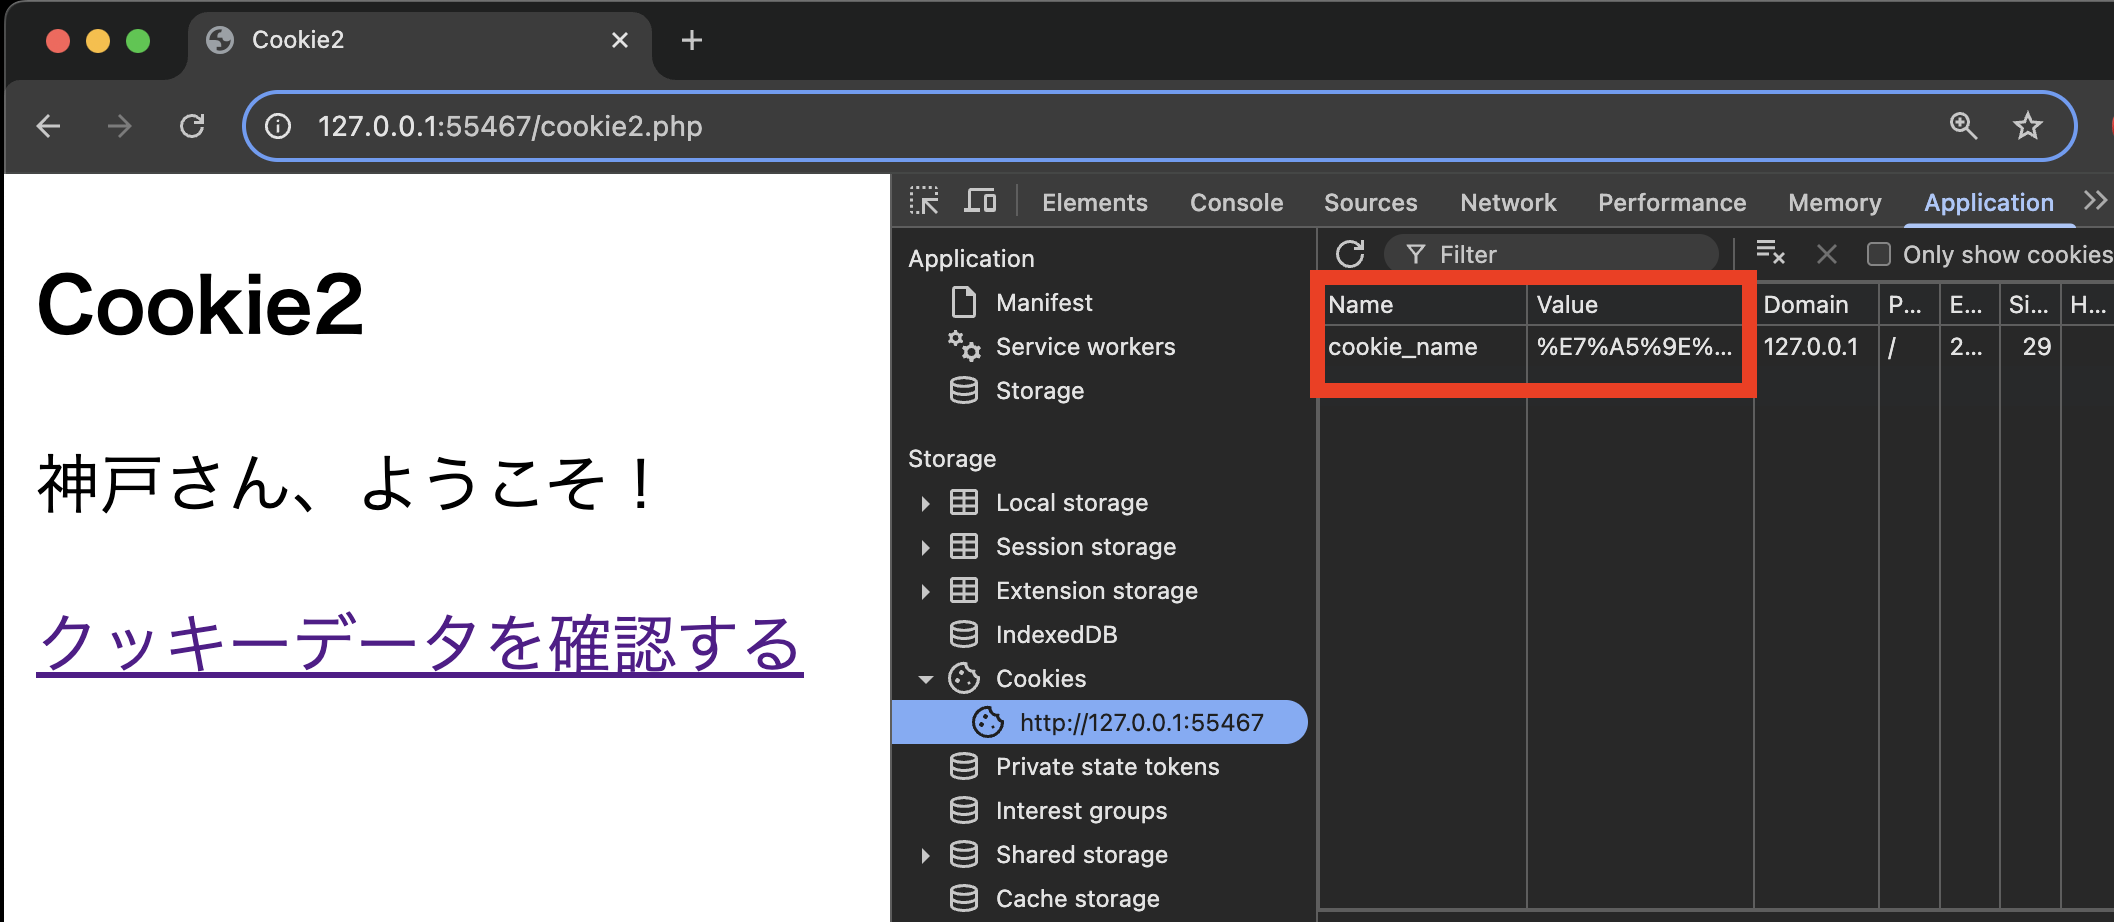 Cookie2
127.0.0.1:55467/cookie2.php
Cookie2
神戸さん、ようこそ！
クッキーデータを確認する
Elements Console Sources Network Performance Memory Application
Application
Manifest
Service workers
Storage
Storage
Local storage
Session storage
Extension storage
IndexedDB
Cookies
http://127.0.0.1:55467
Private state tokens
Interest groups
Shared storage
Cache storage
Filter Only show cookies
Name Value Domain P... E... Si... H...
cookie_name %E7%A5%9E%... 127.0.0.1 / 2... 29